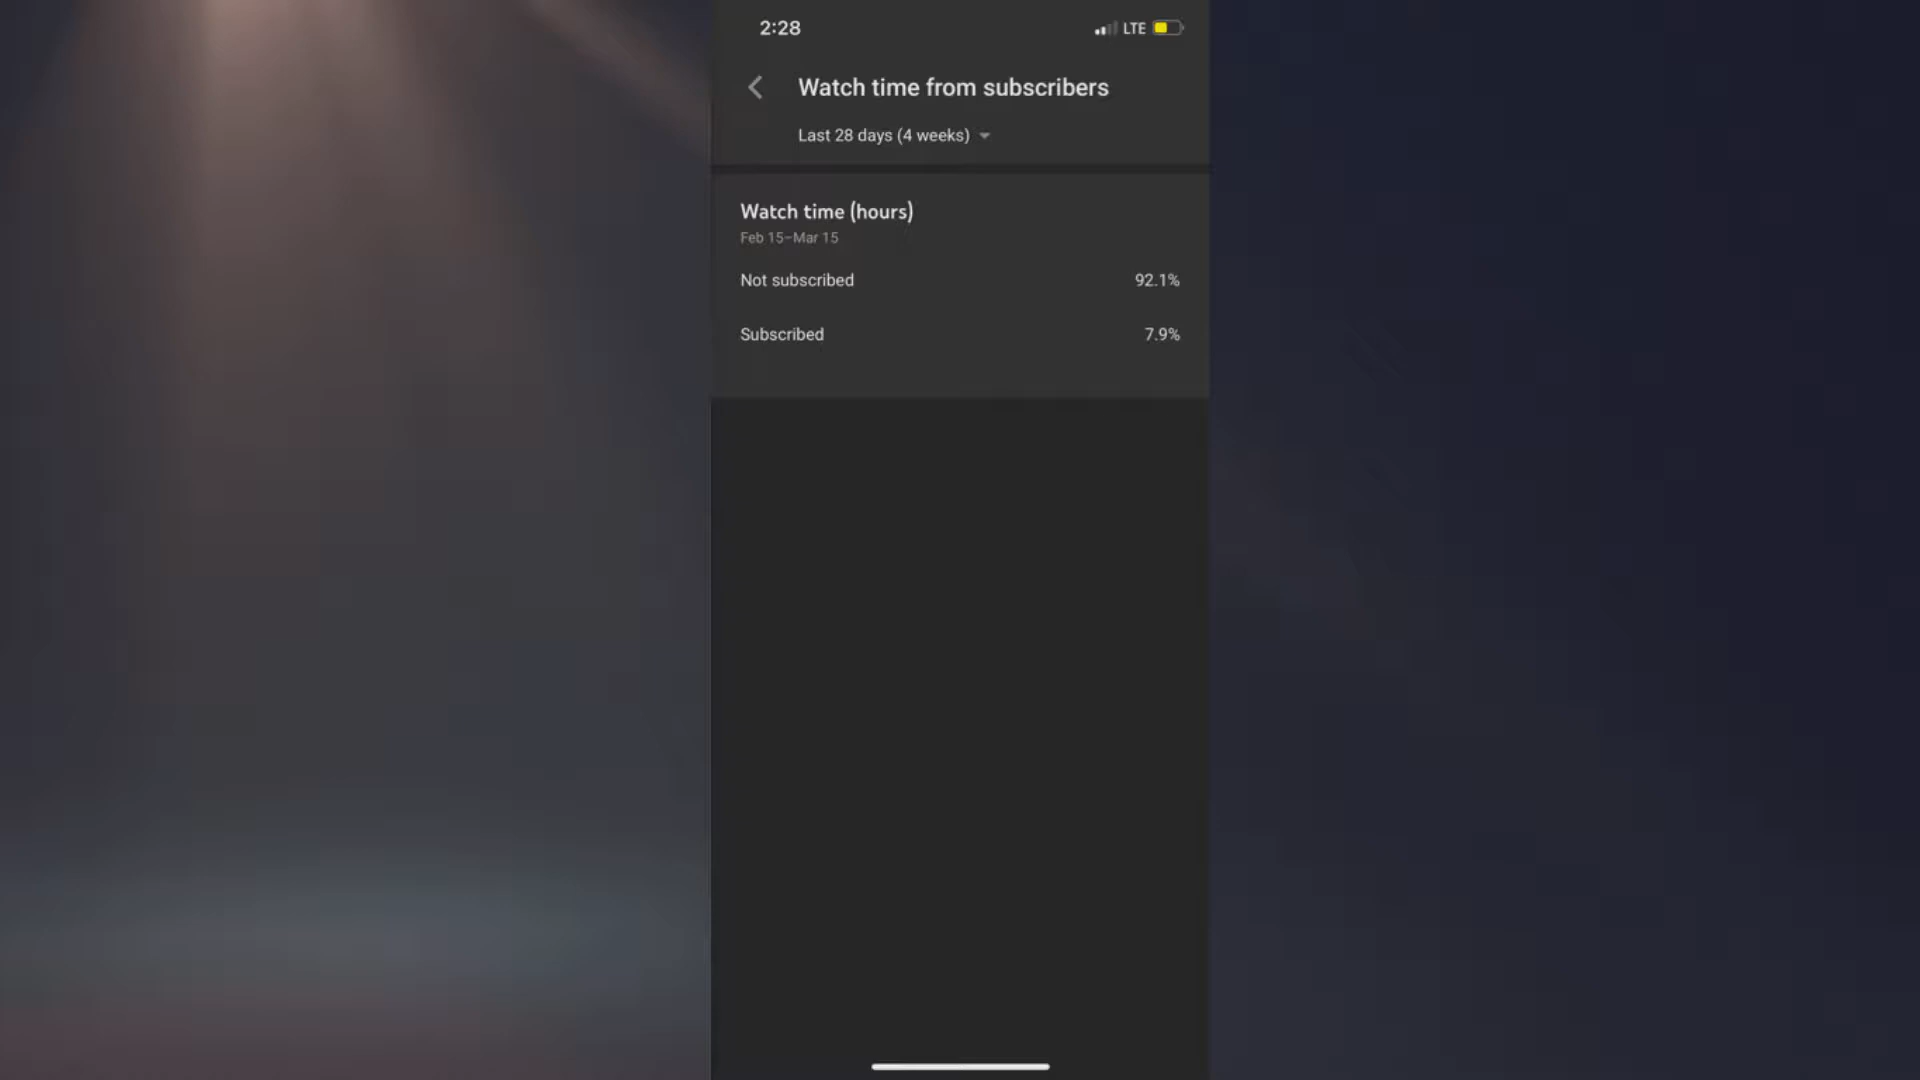 2:28
LTE
Watch time from subscribers
Last 28 days (4 weeks)
Watch time (hours)
Feb 15–Mar 15
Not subscribed 92.1%
Subscribed 7.9%